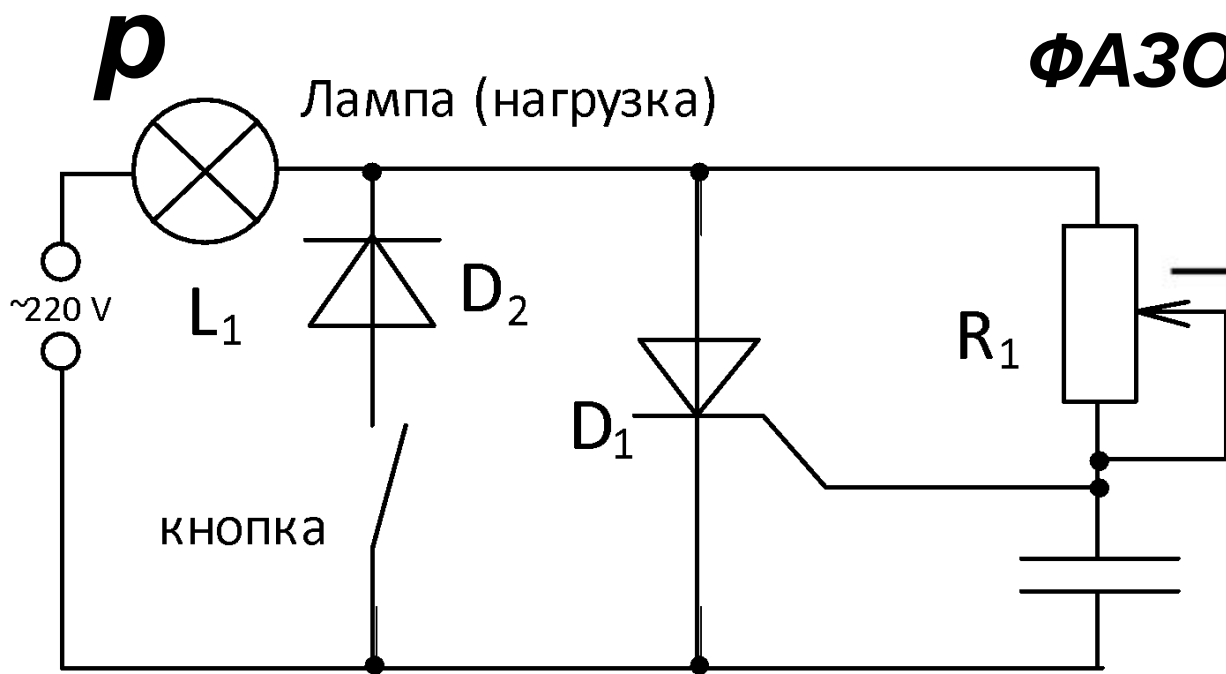 р
ФАЗО
Лампа (нагрузка)
~220 V
L₁
D₂
R₁
D₁
кнопка